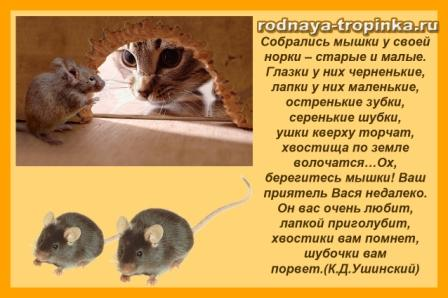 rodnaya-tropinka.ru
Собрались мышки у своей
норки – старые и малые.
Глазки у них черненькие,
лапки у них маленькие,
остренькие зубки,
серенькие шубки,
ушки кверху торчат,
хвостища по земле
волочатся…Ох,
берегитесь мышки! Ваш
приятель Вася недалеко.
Он вас очень любит,
лапкой приголубит,
хвостики вам помнет,
шубочки вам
порвет.(К.Д.Ушинский)